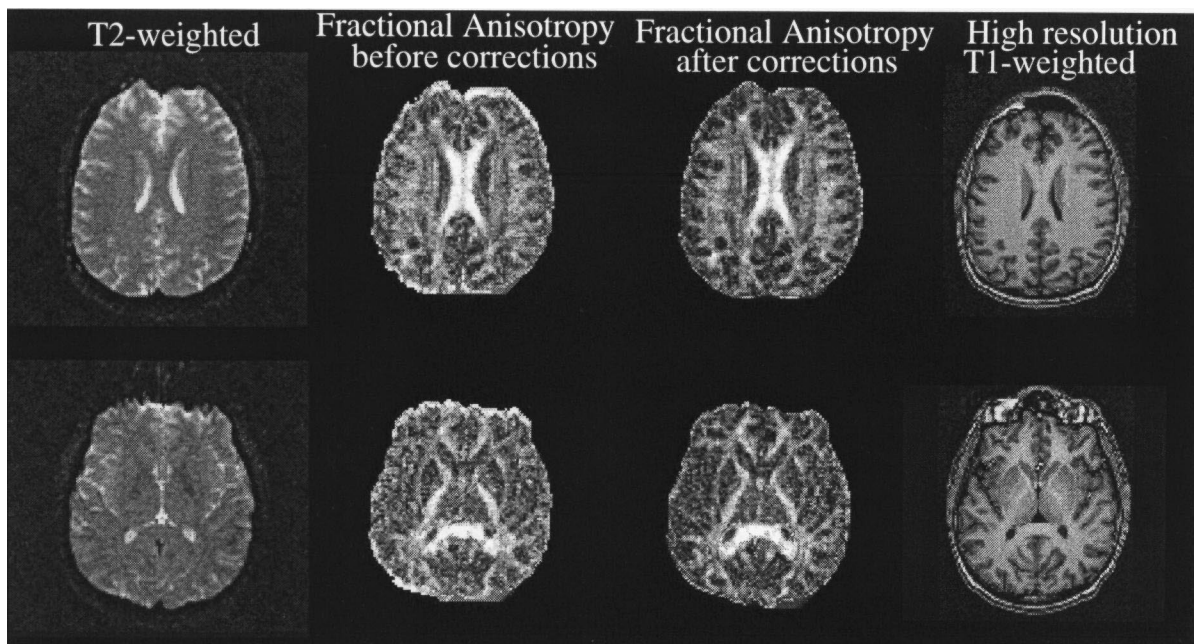 T2-weighted
Fractional Anisotropy
before corrections
Fractional Anisotropy
after corrections
High resolution
T1-weighted